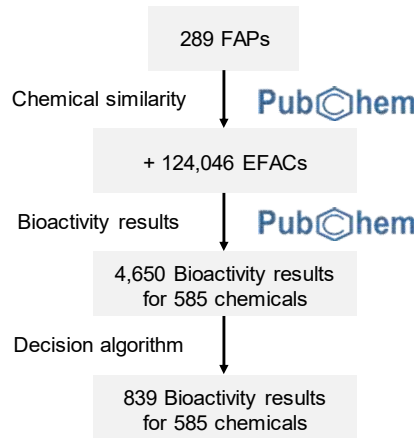 289 FAPs
Chemical similarity
PubChem
+ 124,046 EFACs
Bioactivity results
PubChem
4,650 Bioactivity results
for 585 chemicals
Decision algorithm
839 Bioactivity results
for 585 chemicals